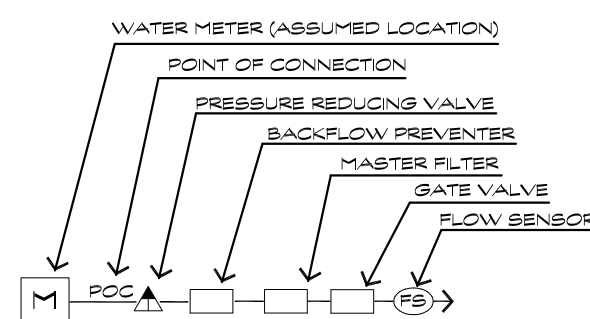 WATER METER (ASSUMED LOCATION)
POINT OF CONNECTION
PRESSURE REDUCING VALVE
BACKFLOW PREVENTER
MASTER FILTER
GATE VALVE
FLOW SENSOR
M POC FS